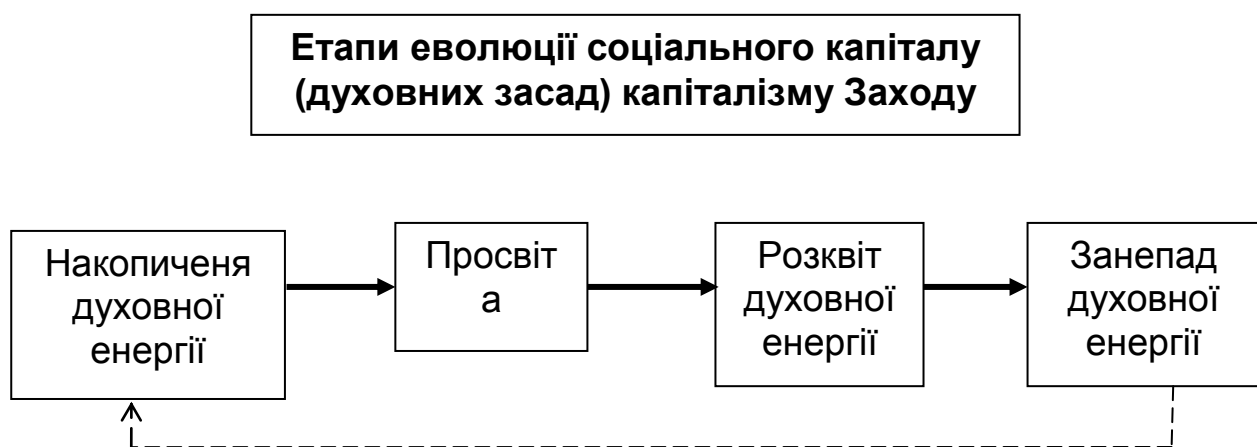 Етапи еволюції соціального капіталу
(духовних засад) капіталізму Заходу
Накопиченя
духовної
енергії
Просвіт
а
Розквіт
духовної
енергії
Занепад
духовної
енергії